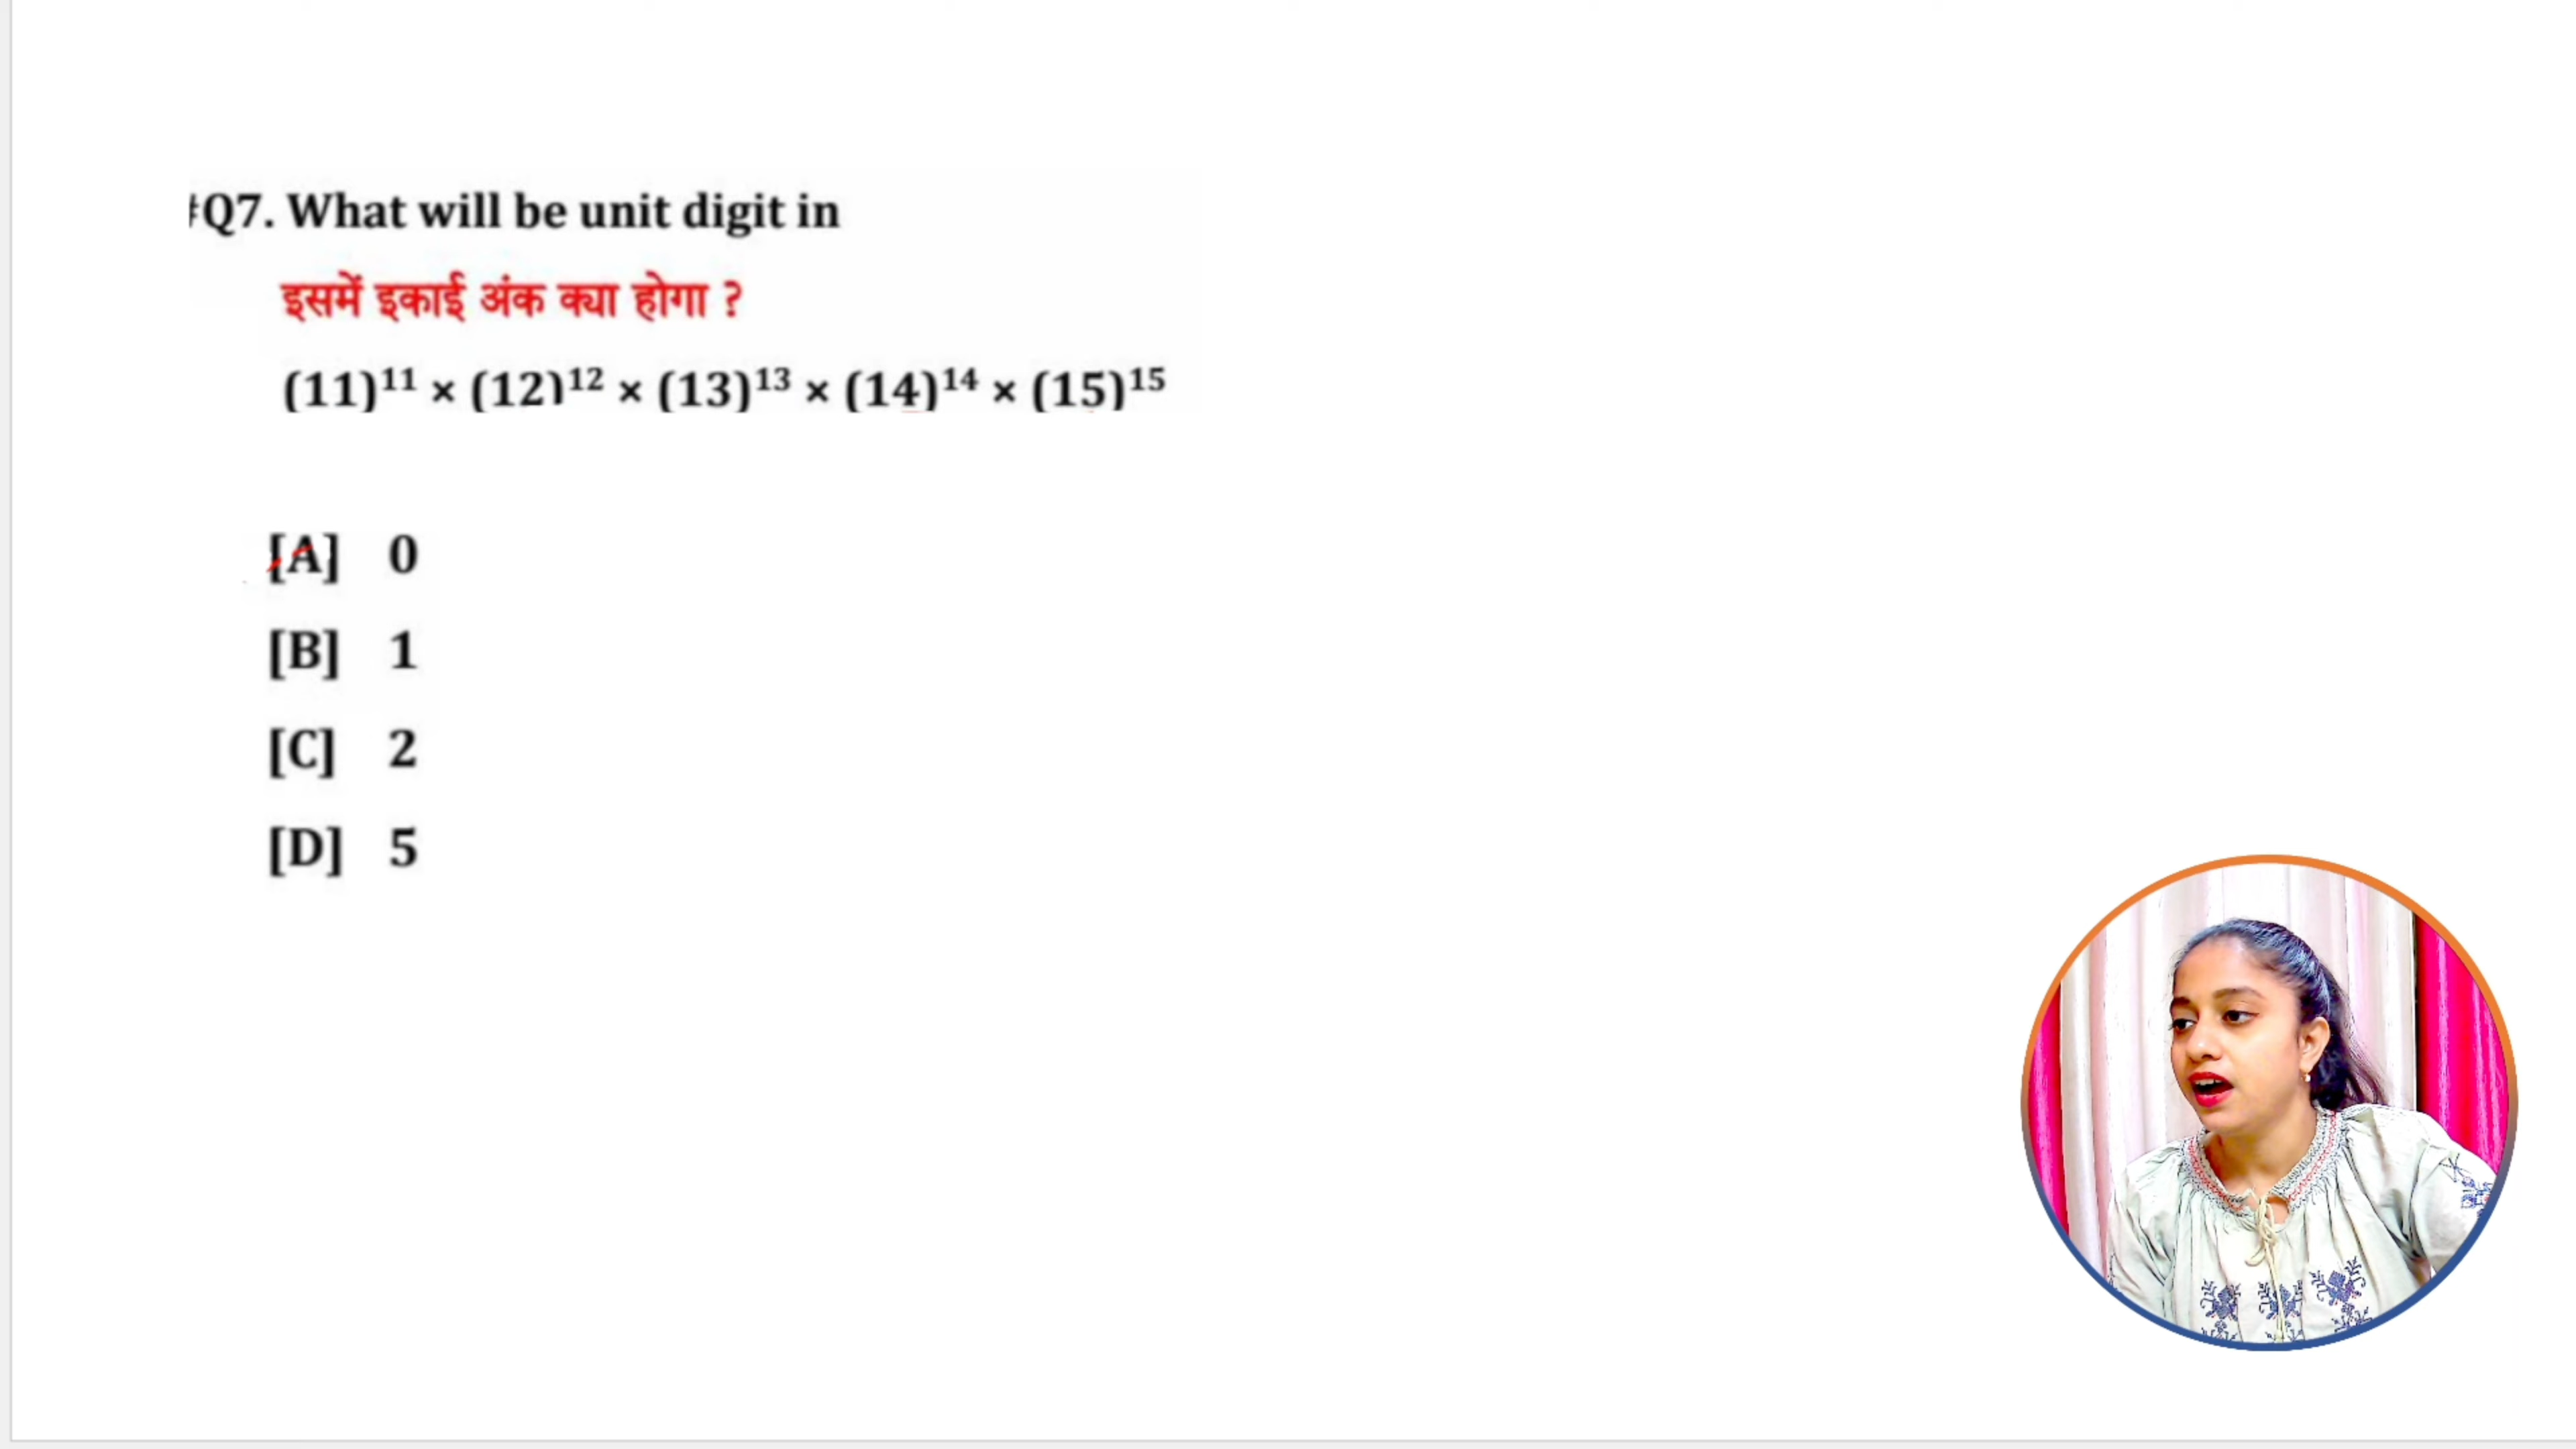 #Q7. What will be unit digit in
इसमें इकाई अंक क्या होगा ?
(11)¹¹ × (12)¹² × (13)¹³ × (14)¹⁴ × (15)¹⁵
[A] 0
[B] 1
[C] 2
[D] 5